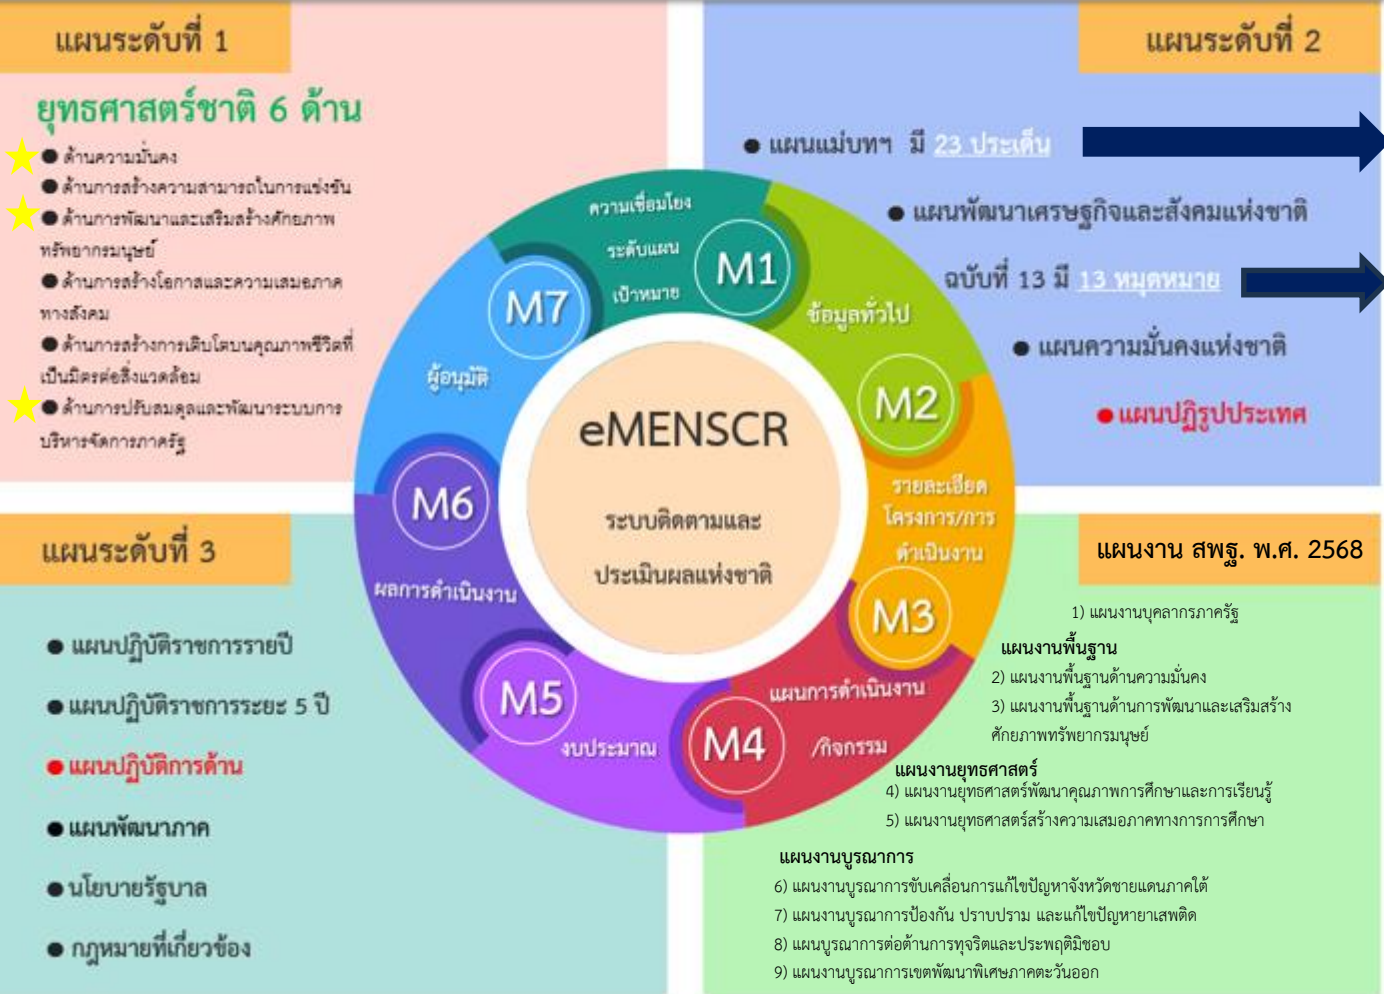 แผนระดับที่ 1
ยุทธศาสตร์ชาติ 6 ด้าน
● ด้านความมั่นคง
● ด้านการสร้างความสามารถในการแข่งขัน
● ด้านการพัฒนาและเสริมสร้างศักยภาพ
ทรัพยากรมนุษย์
● ด้านการสร้างโอกาสและความเสมอภาค
ทางสังคม
● ด้านการสร้างการเติบโตบนคุณภาพชีวิตที่
เป็นมิตรต่อสิ่งแวดล้อม
● ด้านการปรับสมดุลและพัฒนาระบบการ
บริหารจัดการภาครัฐ
แผนระดับที่ 2
● แผนแม่บทฯ มี 23 ประเด็น
● แผนพัฒนาเศรษฐกิจและสังคมแห่งชาติ
ฉบับที่ 13 มี 13 หมุดหมาย
● แผนความมั่นคงแห่งชาติ
● แผนปฏิรูปประเทศ
ความเชื่อมโยง
ระดับแผน
เป้าหมาย
M1
ข้อมูลทั่วไป
M2
รายละเอียด
โครงการ/การ
ดำเนินงาน
M3
แผนการดำเนินงาน
/กิจกรรม
M4
งบประมาณ
M5
ผลการดำเนินงาน
M6
ผู้อนุมัติ
M7
eMENSCR
ระบบติดตามและ
ประเมินผลแห่งชาติ
แผนระดับที่ 3
● แผนปฏิบัติราชการรายปี
● แผนปฏิบัติราชการระยะ 5 ปี
● แผนปฏิบัติการด้าน
● แผนพัฒนาภาค
● นโยบายรัฐบาล
● กฎหมายที่เกี่ยวข้อง
แผนงาน สพฐ. พ.ศ. 2568
1) แผนงานบุคลากรภาครัฐ
แผนงานพื้นฐาน
2) แผนงานพื้นฐานด้านความมั่นคง
3) แผนงานพื้นฐานด้านการพัฒนาและเสริมสร้าง
ศักยภาพทรัพยากรมนุษย์
แผนงานยุทธศาสตร์
4) แผนงานยุทธศาสตร์พัฒนาคุณภาพการศึกษาและการเรียนรู้
5) แผนงานยุทธศาสตร์สร้างความเสมอภาคทางการการศึกษา
แผนงานบูรณาการ
6) แผนงานบูรณาการขับเคลื่อนการแก้ไขปัญหาจังหวัดชายแดนภาคใต้
7) แผนงานบูรณาการป้องกัน ปราบปราม และแก้ไขปัญหายาเสพติด
8) แผนบูรณาการต่อต้านการทุจริตและประพฤติมิชอบ
9) แผนงานบูรณาการเขตพัฒนาพิเศษภาคตะวันออก